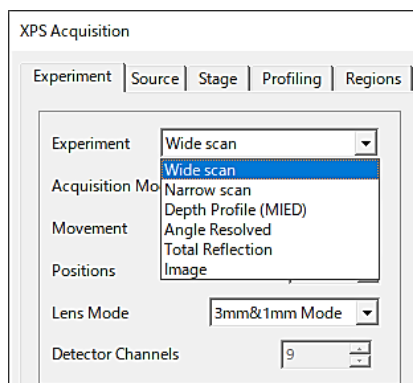 XPS Acquisition
Experiment Source Stage Profiling Regions
Experiment Wide scan
Wide scan
Acquisition Mo
Narrow scan
Depth Profile (MIED)
Movement
Angle Resolved
Total Reflection
Positions
Image
Lens Mode 3mm&1mm Mode
Detector Channels 9